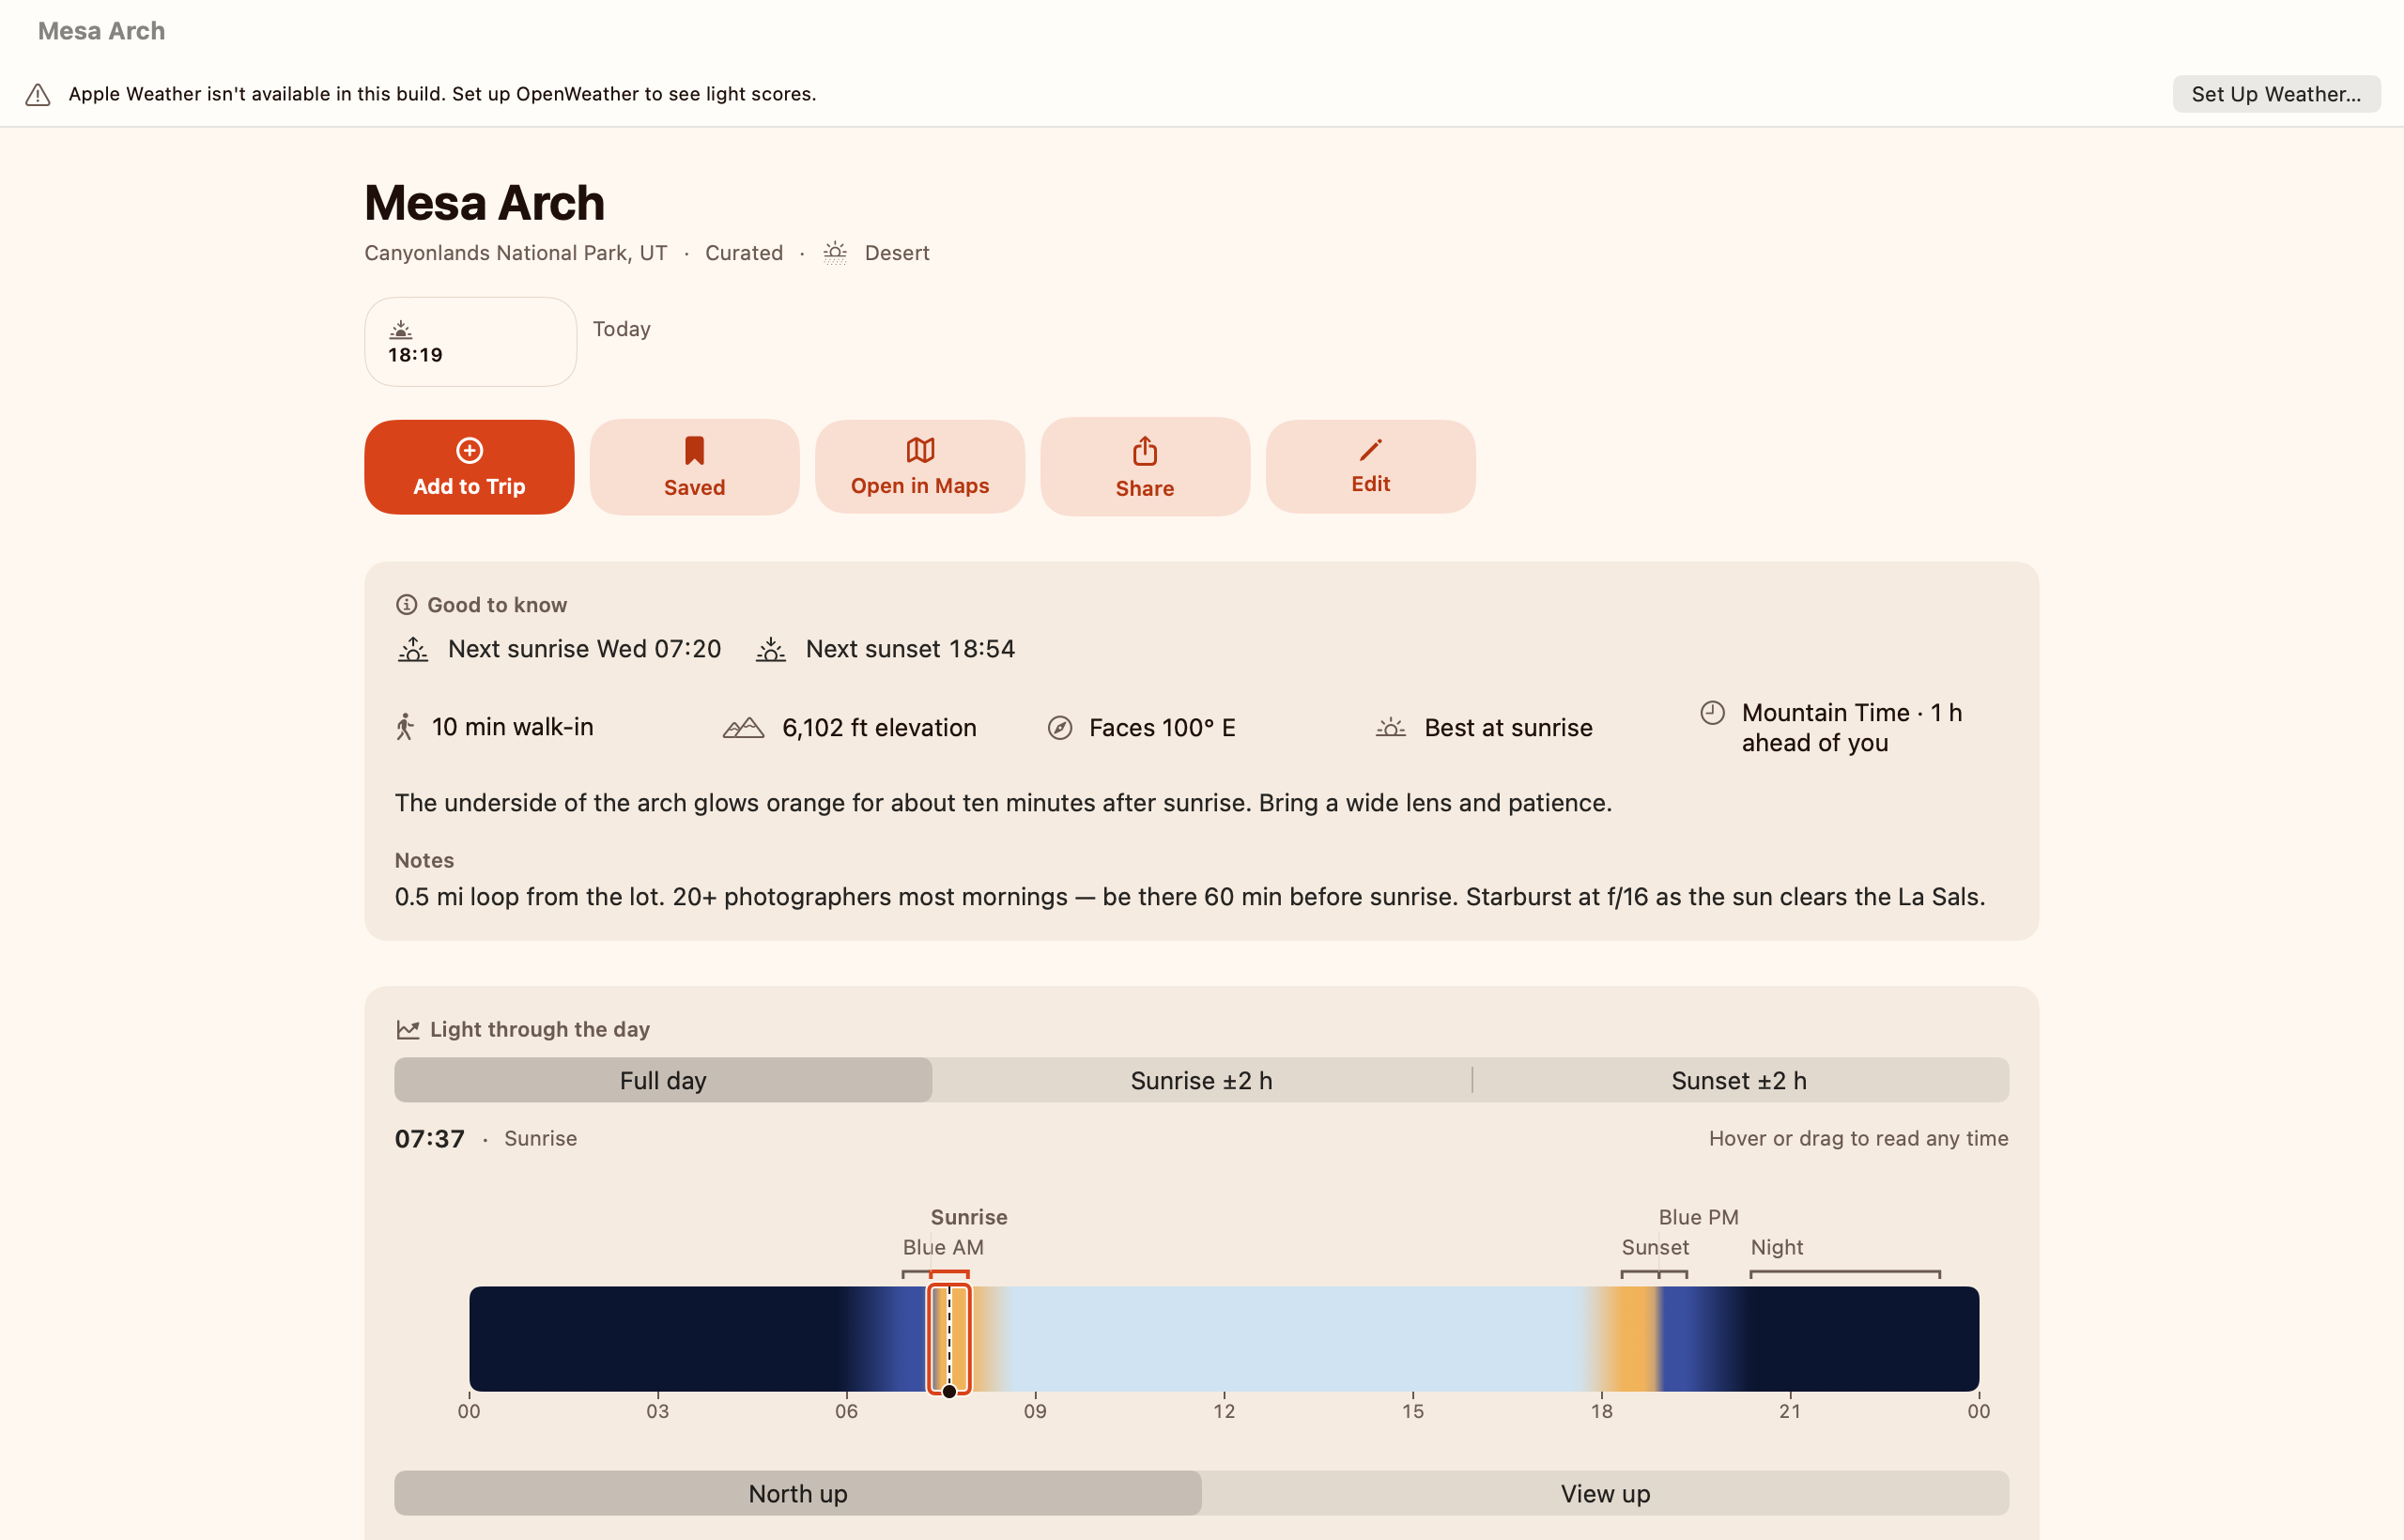 Mesa Arch
Apple Weather isn't available in this build. Set up OpenWeather to see light scores.
Set Up Weather...
Mesa Arch
Canyonlands National Park, UT · Curated · Desert
18:19
Today
Add to Trip
Saved
Open in Maps
Share
Edit
Good to know
Next sunrise Wed 07:20
Next sunset 18:54
10 min walk-in
6,102 ft elevation
Faces 100° E
Best at sunrise
Mountain Time · 1 h
ahead of you
The underside of the arch glows orange for about ten minutes after sunrise. Bring a wide lens and patience.
Notes
0.5 mi loop from the lot. 20+ photographers most mornings — be there 60 min before sunrise. Starburst at f/16 as the sun clears the La Sals.
Light through the day
Full day
Sunrise ±2 h
Sunset ±2 h
07:37 · Sunrise
Hover or drag to read any time
Sunrise
Blue PM
Blue AM
Sunset
Night
00 03 06 09 12 15 18 21 00
North up
View up